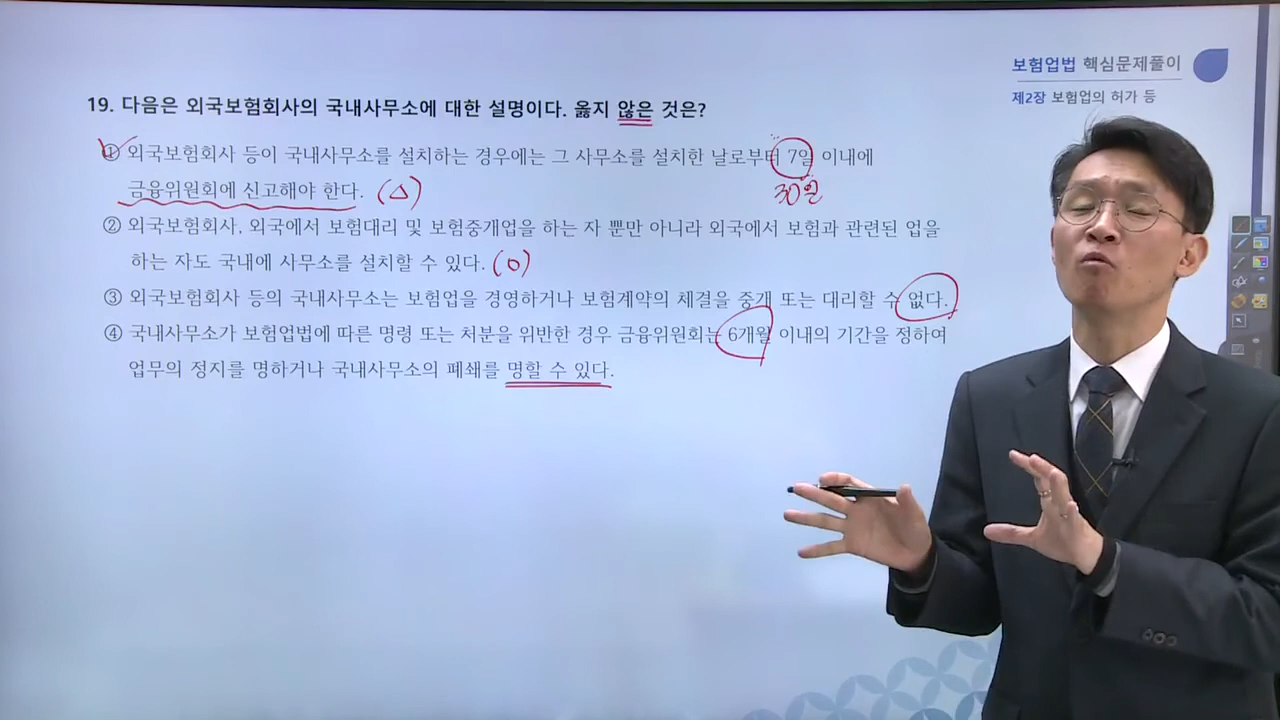 보험업법 핵심문제풀이
제2장 보험업의 허가 등
19. 다음은 외국보험회사의 국내사무소에 대한 설명이다. 옳지 않은 것은?
① 외국보험회사 등이 국내사무소를 설치하는 경우에는 그 사무소를 설치한 날로부터 7일 이내에
30일
금융위원회에 신고해야 한다. (△)
② 외국보험회사, 외국에서 보험대리 및 보험중개업을 하는 자 뿐만 아니라 외국에서 보험과 관련된 업을
하는 자도 국내에 사무소를 설치할 수 있다. (O)
③ 외국보험회사 등의 국내사무소는 보험업을 경영하거나 보험계약의 체결을 중개 또는 대리할 수 없다.
④ 국내사무소가 보험업법에 따른 명령 또는 처분을 위반한 경우 금융위원회는 6개월 이내의 기간을 정하여
업무의 정지를 명하거나 국내사무소의 폐쇄를 명할 수 있다.